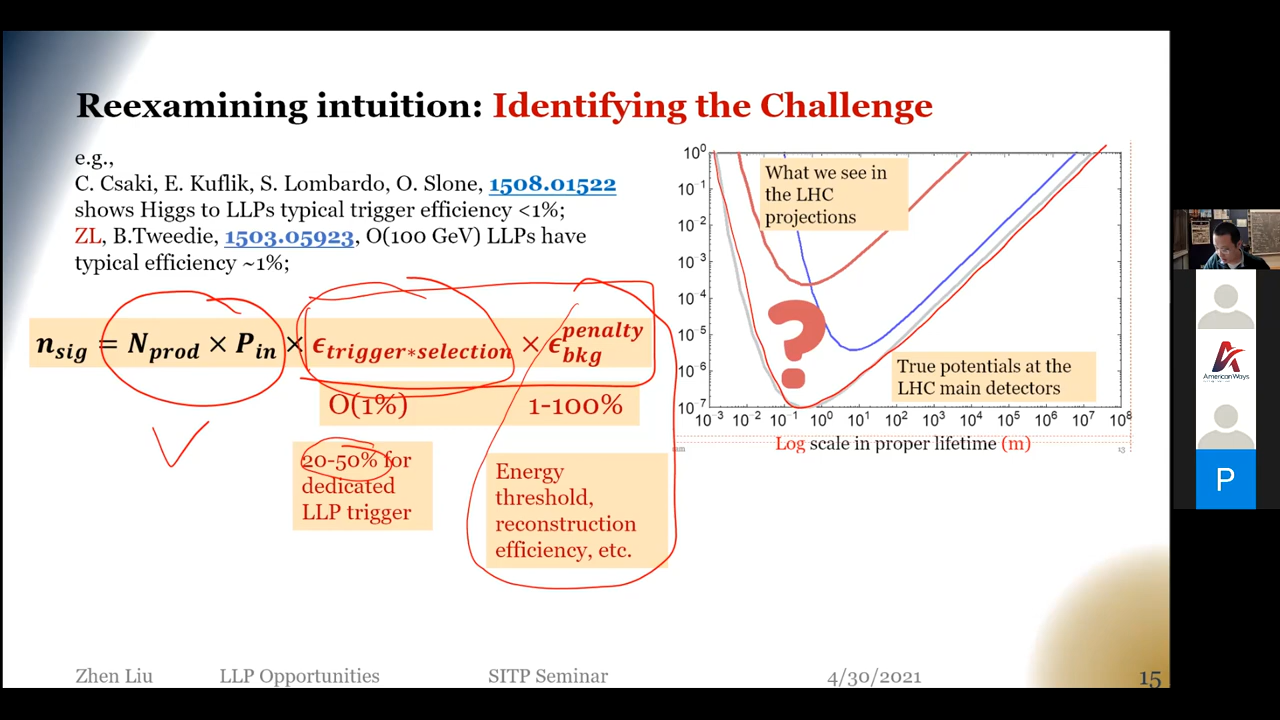 Reexamining intuition: Identifying the Challenge
e.g.,
C. Csaki, E. Kuflik, S. Lombardo, O. Slone, 1508.01522
shows Higgs to LLPs typical trigger efficiency <1%;
ZL, B.Tweedie, 1503.05923, O(100 GeV) LLPs have
typical efficiency ~1%;
n_sig = N_prod × P_in × ϵ_trigger*selection × ϵ_bkg^penalty
O(1%)
1-100%
20-50% for
dedicated
LLP trigger
Energy
threshold,
reconstruction
efficiency, etc.
10^0
10^-1
10^-2
10^-3
10^-4
10^-5
10^-6
10^-7
What we see in
the LHC
projections
?
True potentials at the
LHC main detectors
10^-3 10^-2 10^-1 10^0 10^1 10^2 10^3 10^4 10^5 10^6 10^7 10^8
Log scale in proper lifetime (m)
13
Zhen Liu LLP Opportunities SITP Seminar 4/30/2021 15
AmericanWays
P